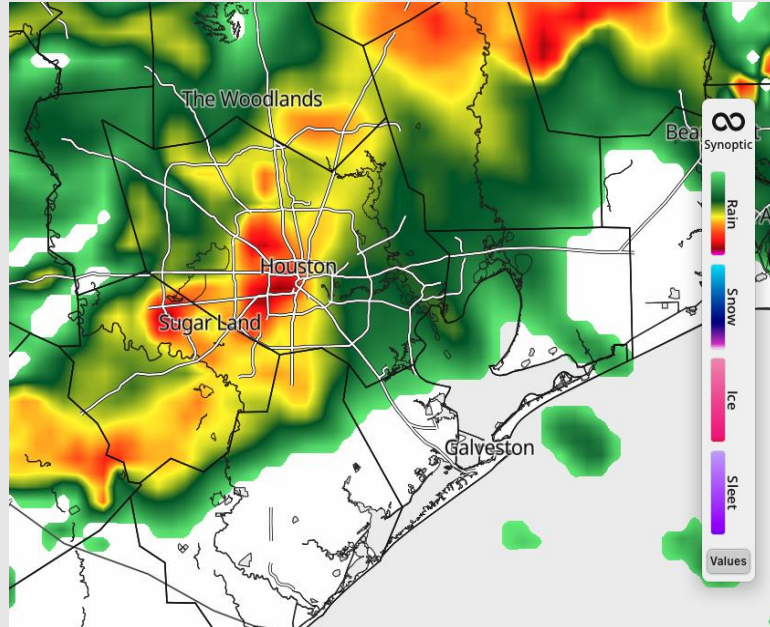 The Woodlands
Houston
Sugar Land
Galveston
∞
Synoptic
Rain
Snow
Ice
Sleet
Values